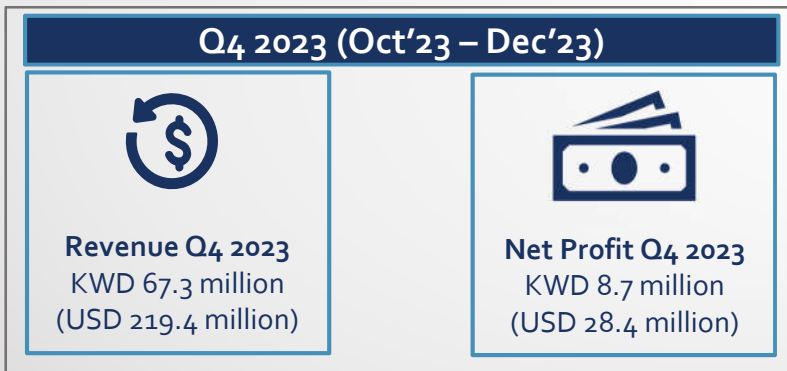 Q4 2023 (Oct’23 – Dec’23)
$
Revenue Q4 2023
KWD 67.3 million
(USD 219.4 million)
Net Profit Q4 2023
KWD 8.7 million
(USD 28.4 million)